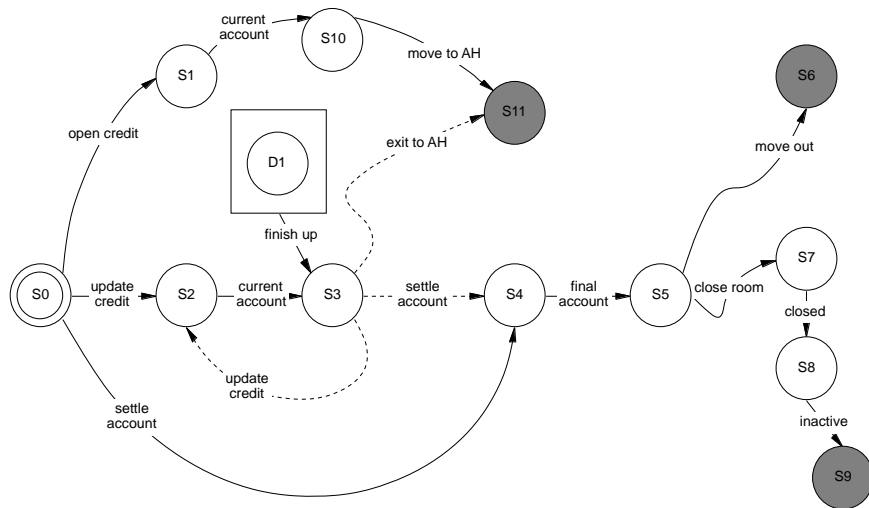 current
account
S10
S1
move to AH
S6
S11
open credit
exit to AH
move out
D1
finish up
S7
S0
update
credit
S2
current
account
S3
settle
account
S4
final
account
S5
close room
closed
update
credit
S8
settle
account
inactive
S9